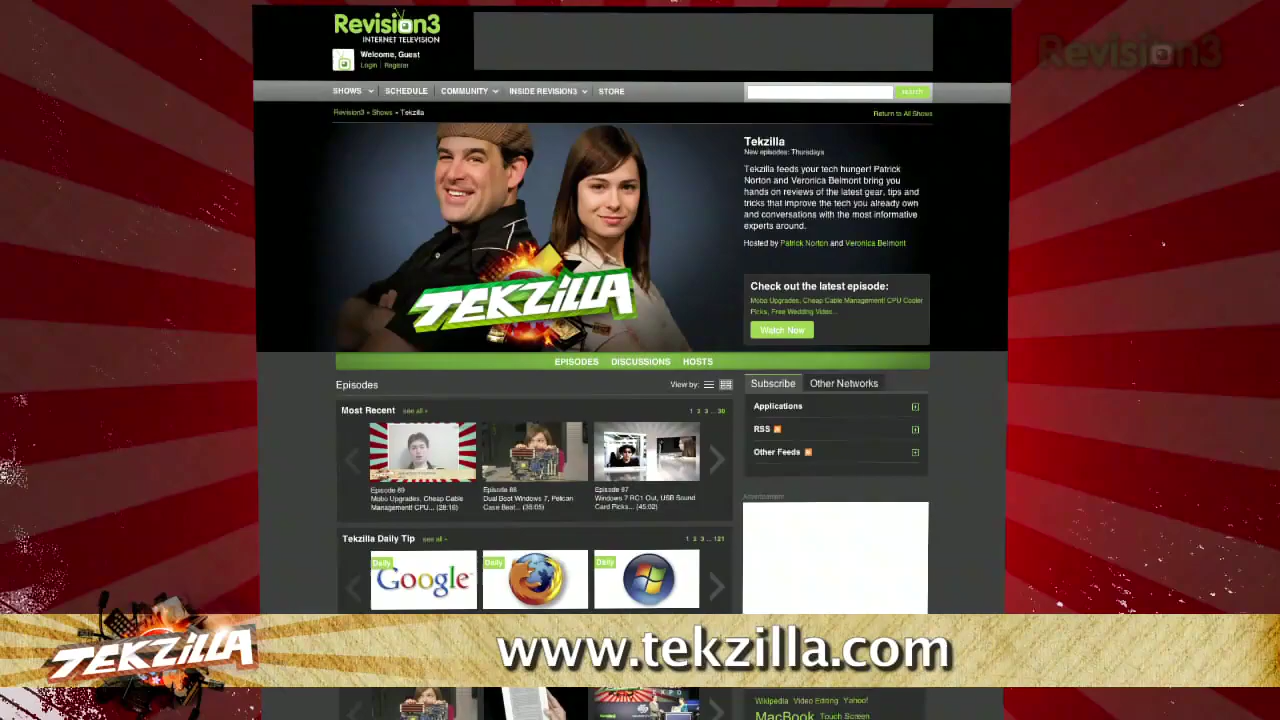 Revision3
INTERNET TELEVISION
Revision3
Welcome, Guest
Login | Register
SHOWS | SCHEDULE | COMMUNITY | INSIDE REVISION3 | STORE
search
Revision3 » Shows » Tekzilla
Return to All Shows
Tekzilla
New episodes: Thursdays
Tekzilla feeds your tech hunger! Patrick
Norton and Veronica Belmont bring you
hands on reviews of the latest gear, tips and
tricks that improve the tech you already own
and conversations with the most informative
experts around.
Hosted by Patrick Norton and Veronica Belmont
TEKZILLA
Check out the latest episode:
Mobo Upgrades, Cheap Cable Management! CPU Cooler
Picks, Free Wedding Video...
Watch Now
EPISODES DISCUSSIONS HOSTS
Episodes
View by:
Subscribe
Other Networks
Most Recent see all »
1 2 3 ... 30
Applications
RSS
Other Feeds
Episode 89
Mobo Upgrades, Cheap Cable
Management! CPU... (28:16)
Episode 88
Dual Boot Windows 7, Pelican
Case Beat... (35:05)
Episode 87
Windows 7 RC1 Out, USB Sound
Card Picks... (45:02)
Advertisement
Tekzilla Daily Tip see all »
1 2 3 ... 121
Daily
Google
Daily
Daily
TEKZILLA
www.tekzilla.com
EXPO
Wikipedia Video Editing Yahoo!
MacBook Touch Screen